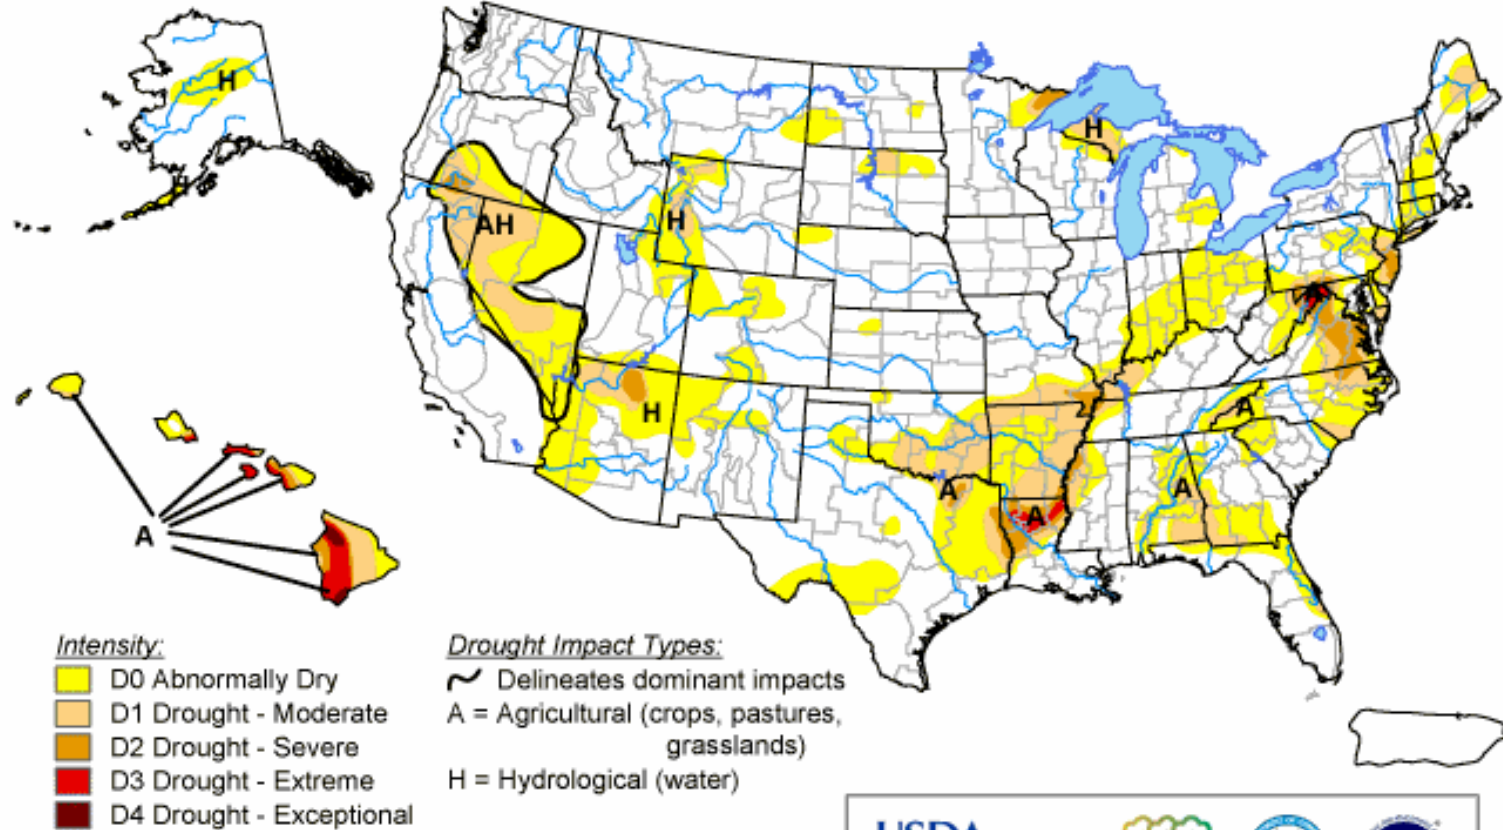 H
H
AH
H
H
A
A
A
A
A
Intensity:
D0 Abnormally Dry
D1 Drought - Moderate
D2 Drought - Severe
D3 Drought - Extreme
D4 Drought - Exceptional
Drought Impact Types:
Delineates dominant impacts
A = Agricultural (crops, pastures,
grasslands)
H = Hydrological (water)
USDA